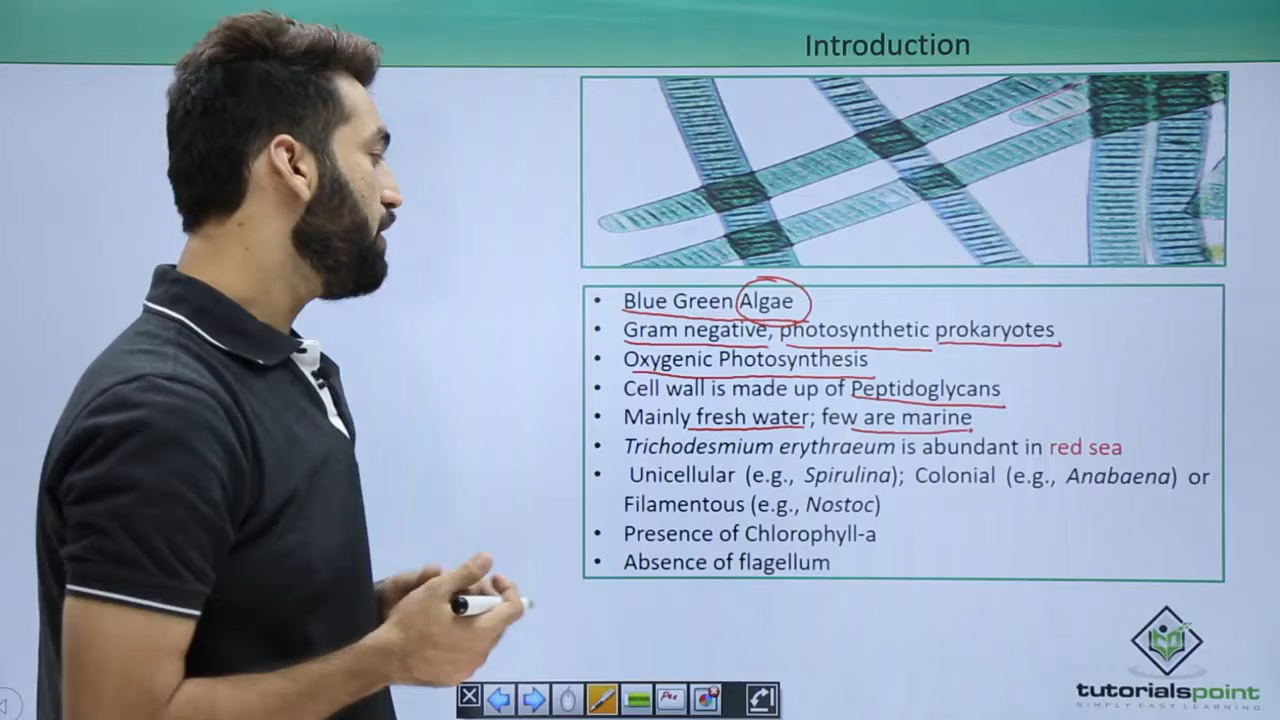 Introduction
• Blue Green Algae
• Gram negative, photosynthetic prokaryotes
• Oxygenic Photosynthesis
• Cell wall is made up of Peptidoglycans
• Mainly fresh water; few are marine
• Trichodesmium erythraeum is abundant in red sea
• Unicellular (e.g., Spirulina); Colonial (e.g., Anabaena) or
Filamentous (e.g., Nostoc)
• Presence of Chlorophyll-a
• Absence of flagellum
tutorialspoint
SIMPLY EASY LEARNING